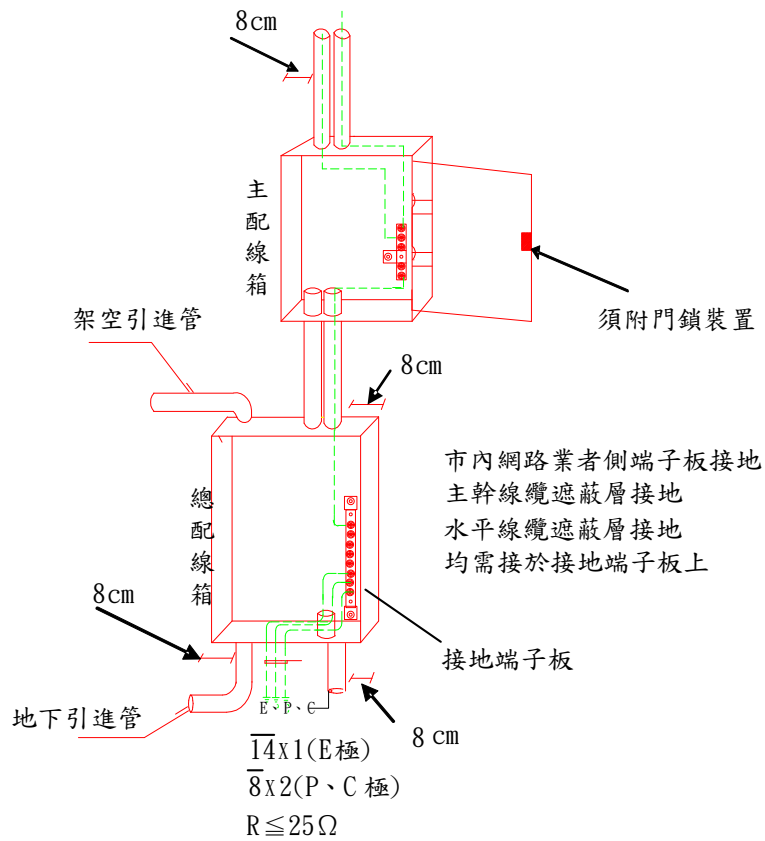 8cm
主配線箱
須附門鎖裝置
架空引進管
8cm
市內網路業者側端子板接地
主幹線纜遮蔽層接地
水平線纜遮蔽層接地
均需接於接地端子板上
總配線箱
8cm
接地端子板
地下引進管
E、P、C
8cm
14x1(E極)
8x2(P、C極)
R≦25Ω